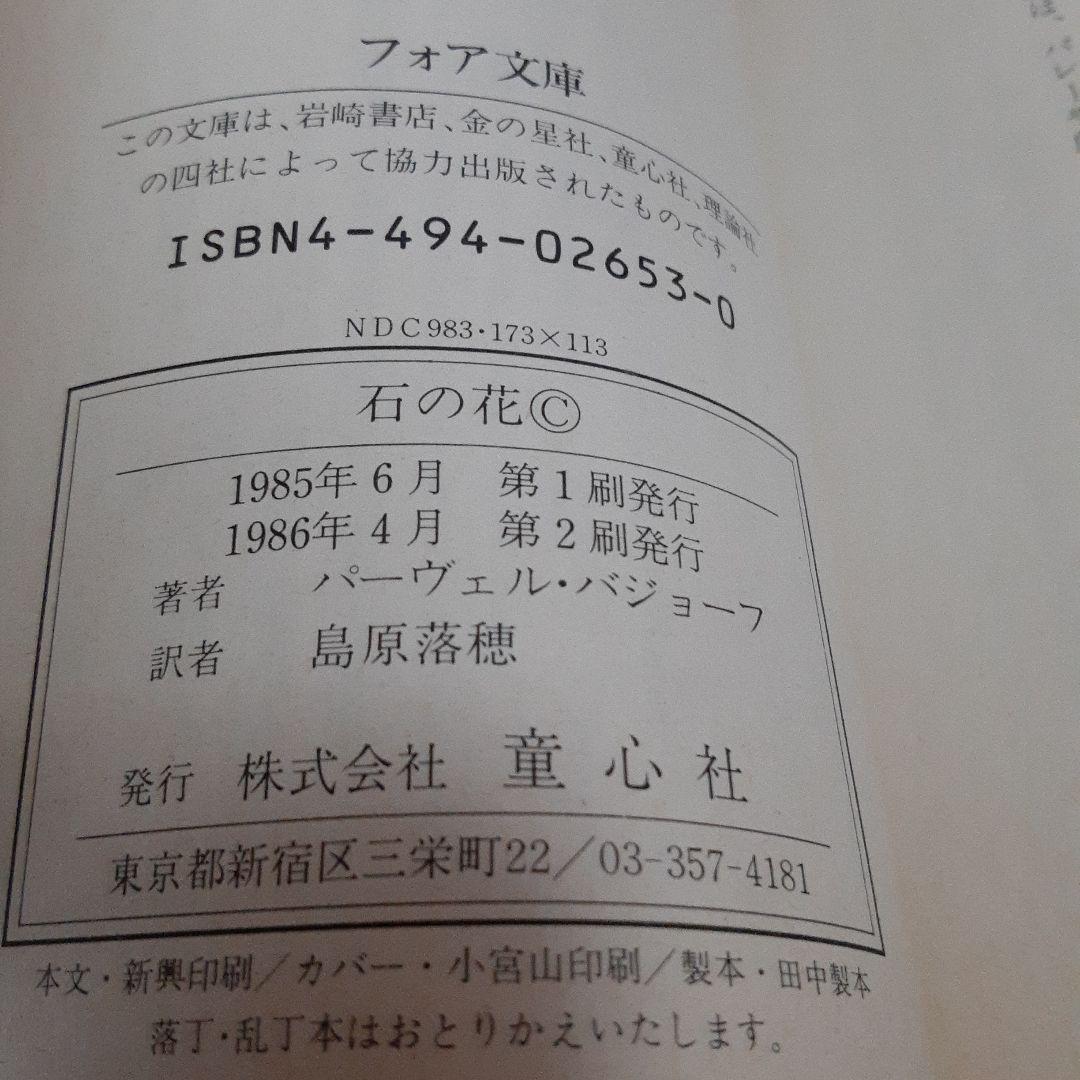 フォア文庫
この文庫は、岩崎書店、金の星社、童心社、理論社
の四社によって協力出版されたものです。
ISBN4-494-02653-0
NDC983・173×113
石の花©
1985年6月 第1刷発行
1986年4月 第2刷発行
著者 パーヴェル・バジョーフ
訳者 島原落穂
発行 株式会社 童心社
東京都新宿区三栄町22/03-357-4181
本文・新興印刷/カバー・小宮山印刷/製本・田中製本
落丁・乱丁本はおとりかえいたします。